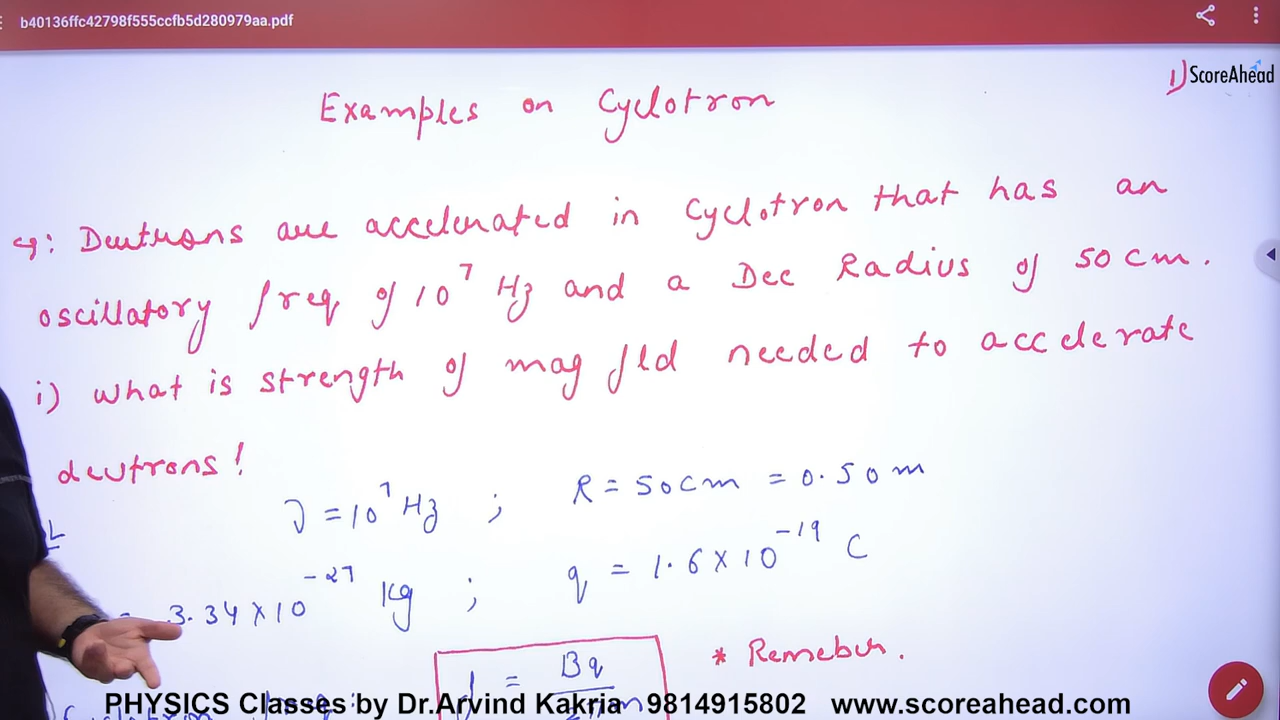 b40136ffc42798f555ccfb5d280979aa.pdf
ScoreAhead
Examples on Cyclotron
Deutrons are accelerated in Cyclotron that has an
oscillatory freq of 10⁷ Hz and a Dec Radius of 50 cm.
i) what is strength of mag fld needed to accelerate
deutrons!
ν = 10⁷ Hz ; R = 50cm = 0.50 m
3.34 × 10⁻²⁷ Kg ; q = 1.6 × 10⁻¹⁹ C
= Bq
* Remeber.
PHYSICS Classes by Dr.Arvind Kakria 9814915802 www.scoreahead.com